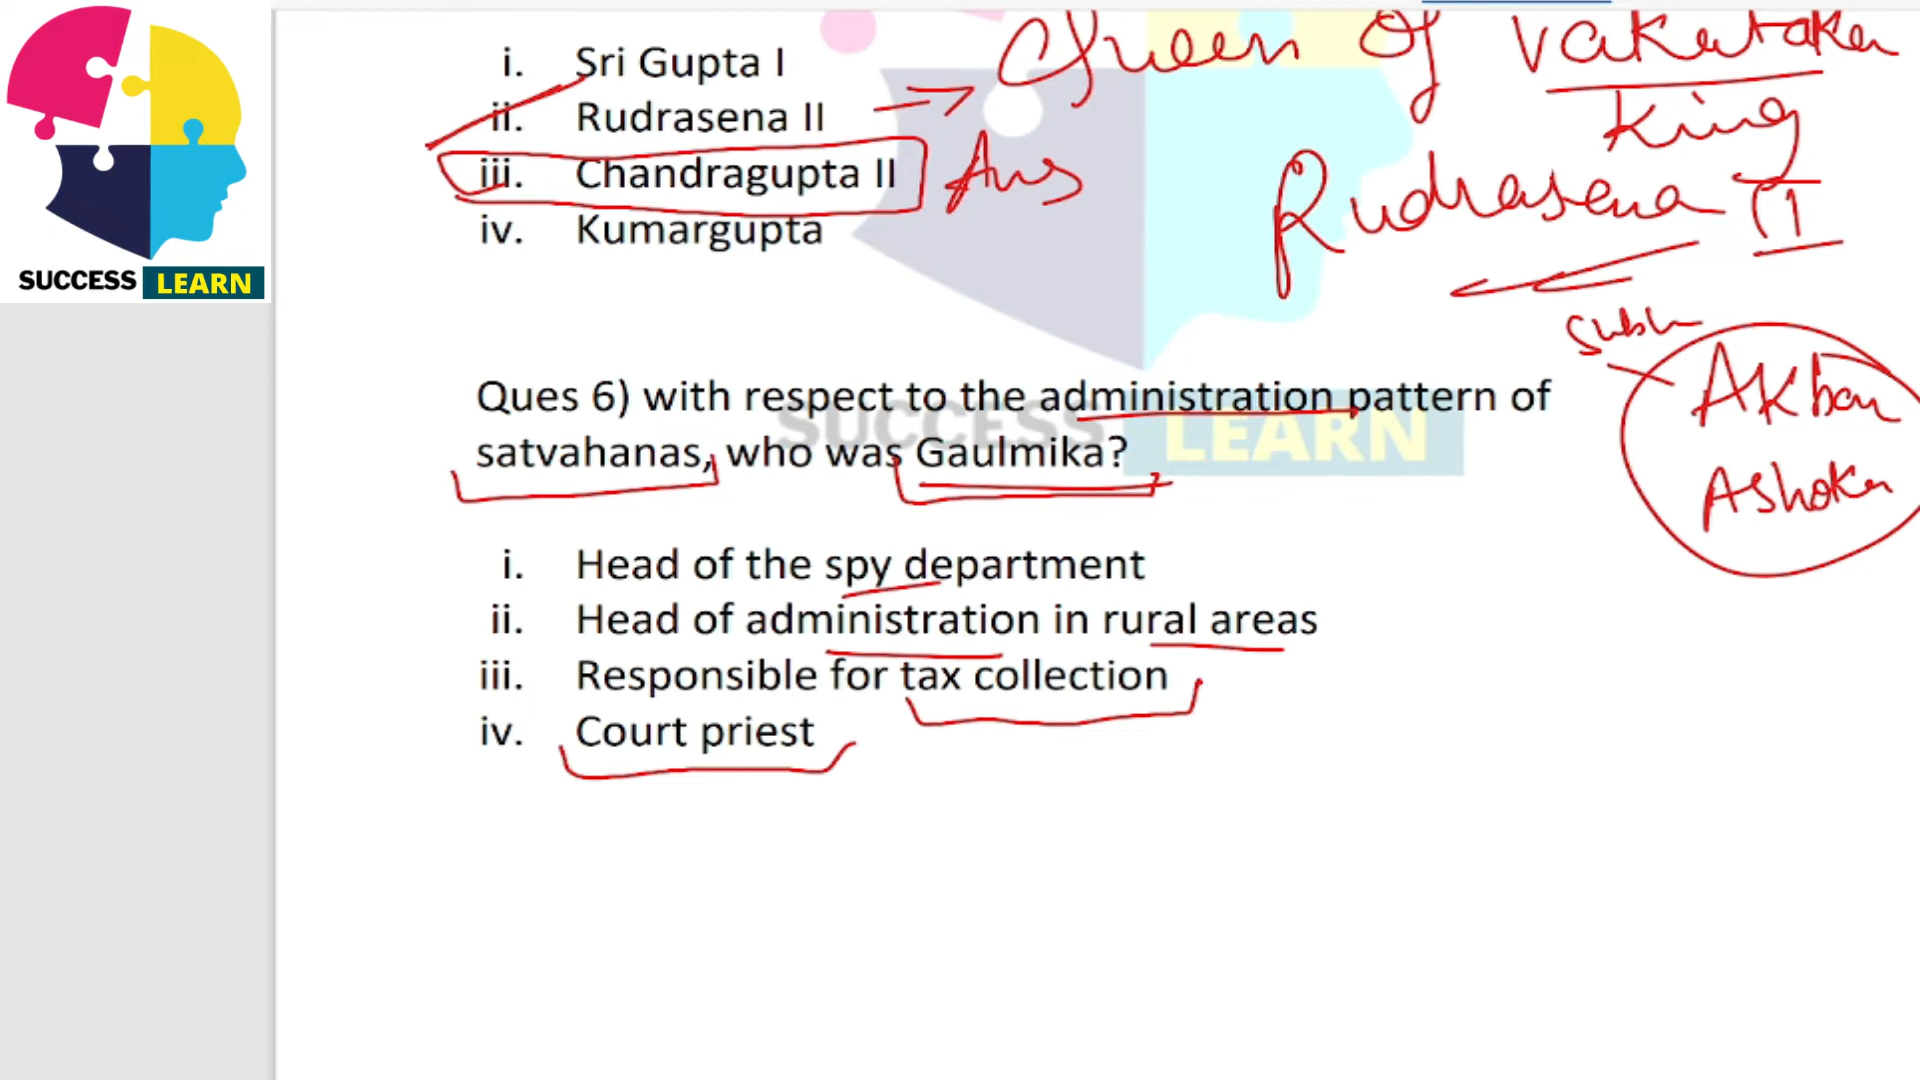 SUCCESS LEARN
i. Sri Gupta I
ii. Rudrasena II → Queen Of Vakataka
King
iii. Chandragupta II Ans Rudrasena II
iv. Kumargupta
Ques 6) with respect to the administration pattern of
satvahanas, who was Gaulmika?
Akbar
Ashoka
i. Head of the spy department
ii. Head of administration in rural areas
iii. Responsible for tax collection
iv. Court priest
SUCCESS LEARN